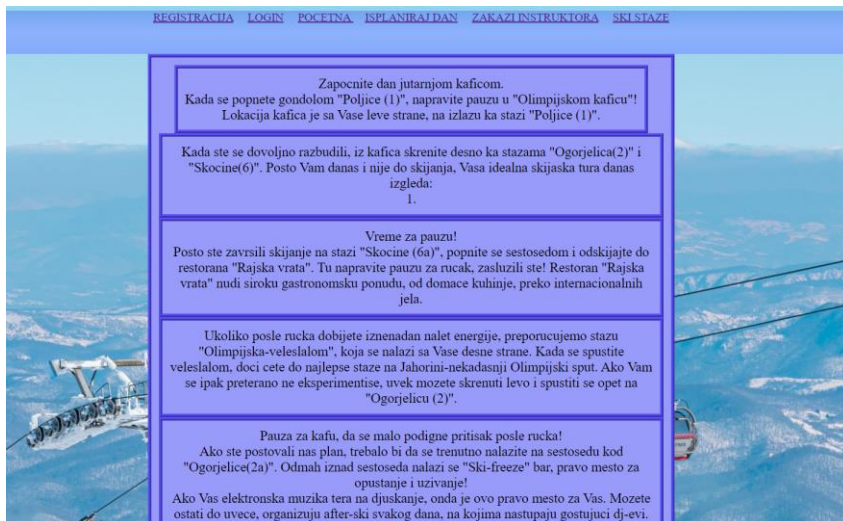 REGISTRACIJA LOGIN POCETNA ISPLANIRAJ DAN ZAKAZI INSTRUKTORA SKI STAZE
Zapocnite dan jutarnjom kaficom.
Kada se popnete gondolom "Poljice (1)", napravite pauzu u "Olimpijskom kaficu"!
Lokacija kafica je sa Vase leve strane, na izlazu ka stazi "Poljice (1)".
Kada ste se dovoljno razbudili, iz kafica skrenite desno ka stazama "Ogorjelica(2)" i
"Skocine(6)". Posto Vam danas i nije do skijanja, Vasa idealna skijaska tura danas
izgleda:
1.
Vreme za pauzu!
Posto ste zavrsili skijanje na stazi "Skocine (6a)", popnite se sestosedom i odskijajte do
restorana "Rajska vrata". Tu napravite pauzu za rucak, zasluzili ste! Restoran "Rajska
vrata" nudi siroku gastronomsku ponudu, od domace kuhinje, preko internacionalnih
jela.
Ukoliko posle rucka dobijete iznenadan nalet energije, preporucujemo stazu
"Olimpijska-veleslalom", koja se nalazi sa Vase desne strane. Kada se spustite
veleslalom, doci cete do najlepse staze na Jahorini-nekadasnji Olimpijski sput. Ako Vam
se ipak preterano ne eksperimentise, uvek mozete skrenuti levo i spustiti se opet na
"Ogorjelicu (2)".
Pauza za kafu, da se malo podigne pritisak posle rucka!
Ako ste postovali nas plan, trebalo bi da se trenutno nalazite na sestosedu kod
"Ogorjelice(2a)". Odmah iznad sestoseda nalazi se "Ski-freeze" bar, pravo mesto za
opustanje i uzivanje!
Ako Vas elektronska muzika tera na djuskanje, onda je ovo pravo mesto za Vas. Mozete
ostati do uvece, organizuju after-ski svakog dana, na kojima nastupaju gostujuci dj-evi.